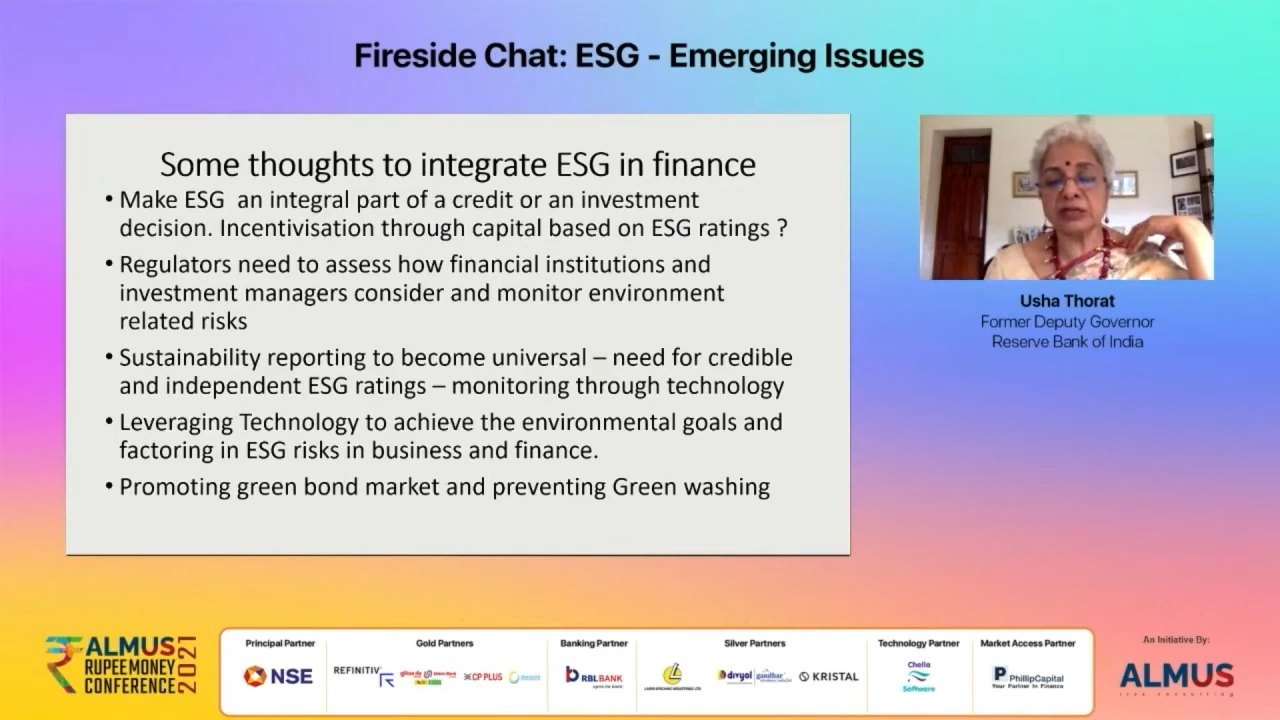 Fireside Chat: ESG - Emerging Issues
Some thoughts to integrate ESG in finance
• Make ESG an integral part of a credit or an investment
decision. Incentivisation through capital based on ESG ratings ?
• Regulators need to assess how financial institutions and
investment managers consider and monitor environment
related risks
• Sustainability reporting to become universal – need for credible
and independent ESG ratings – monitoring through technology
• Leveraging Technology to achieve the environmental goals and
factoring in ESG risks in business and finance.
• Promoting green bond market and preventing Green washing
Usha Thorat
Former Deputy Governor
Reserve Bank of India
ALMUS
RUPEE MONEY
CONFERENCE
2021
Principal Partner
NSE
Gold Partners
REFINITIV
CP PLUS
Banking Partner
RBLBANK
apno ka bank
Silver Partners
divyol
gandhar
KRISTAL
Technology Partner
Chella
Software
Market Access Partner
PhillipCapital
Your Partner In Finance
An Initiative By:
ALMUS